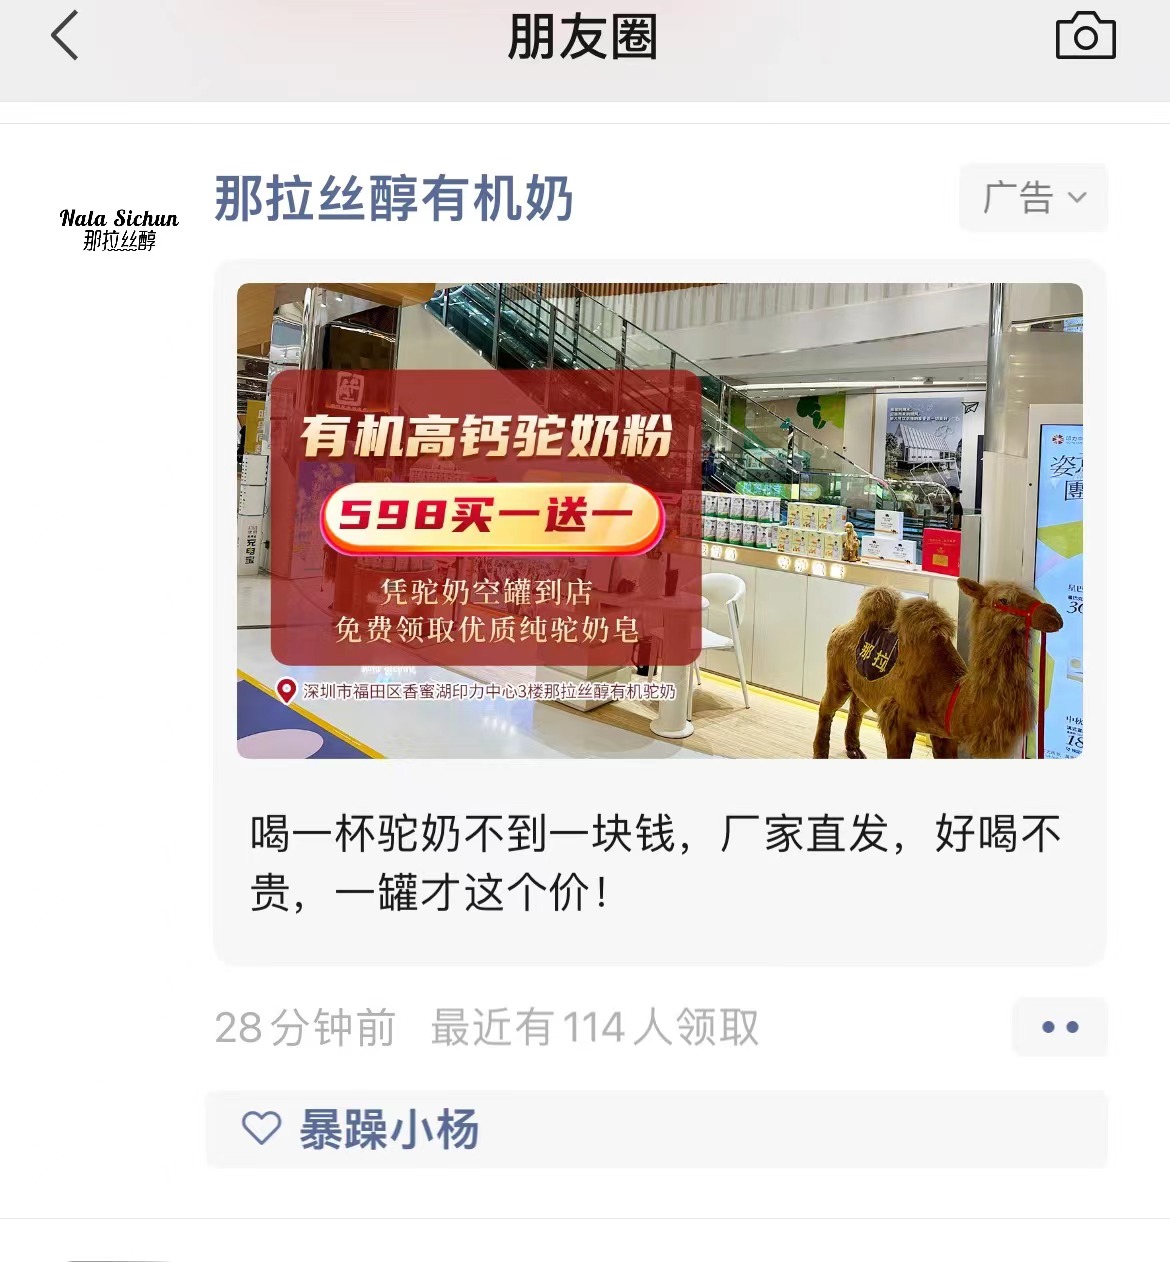 朋友圈
Nala Sichun
那拉丝醇
那拉丝醇有机奶
广告
有机高钙驼奶粉
598买一送一
凭驼奶空罐到店
免费领取优质纯驼奶皂
深圳市福田区香蜜湖印力中心3楼那拉丝醇有机驼奶
那拉
喝一杯驼奶不到一块钱，厂家直发，好喝不
贵，一罐才这个价！
28分钟前 最近有114人领取
暴躁小杨